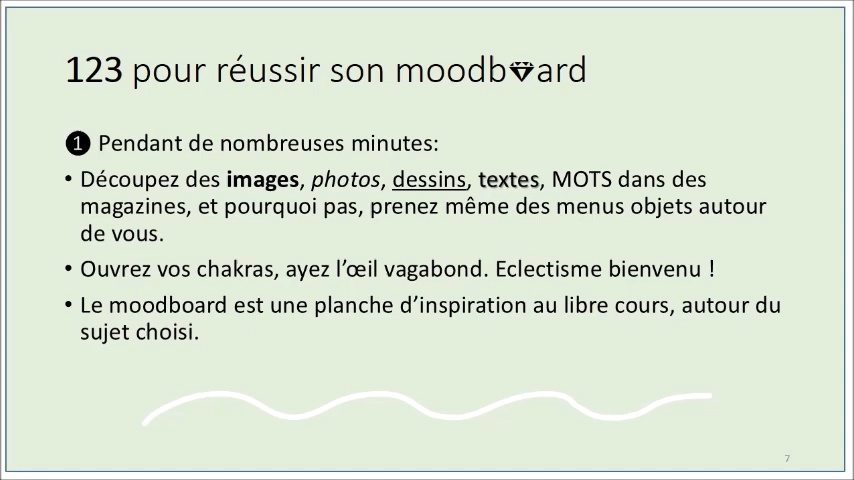 123 pour réussir son moodb💎ard
❶ Pendant de nombreuses minutes:
• Découpez des images, photos, dessins, textes, MOTS dans des
magazines, et pourquoi pas, prenez même des menus objets autour
de vous.
• Ouvrez vos chakras, ayez l’œil vagabond. Eclectisme bienvenu !
• Le moodboard est une planche d’inspiration au libre cours, autour du
sujet choisi.
7